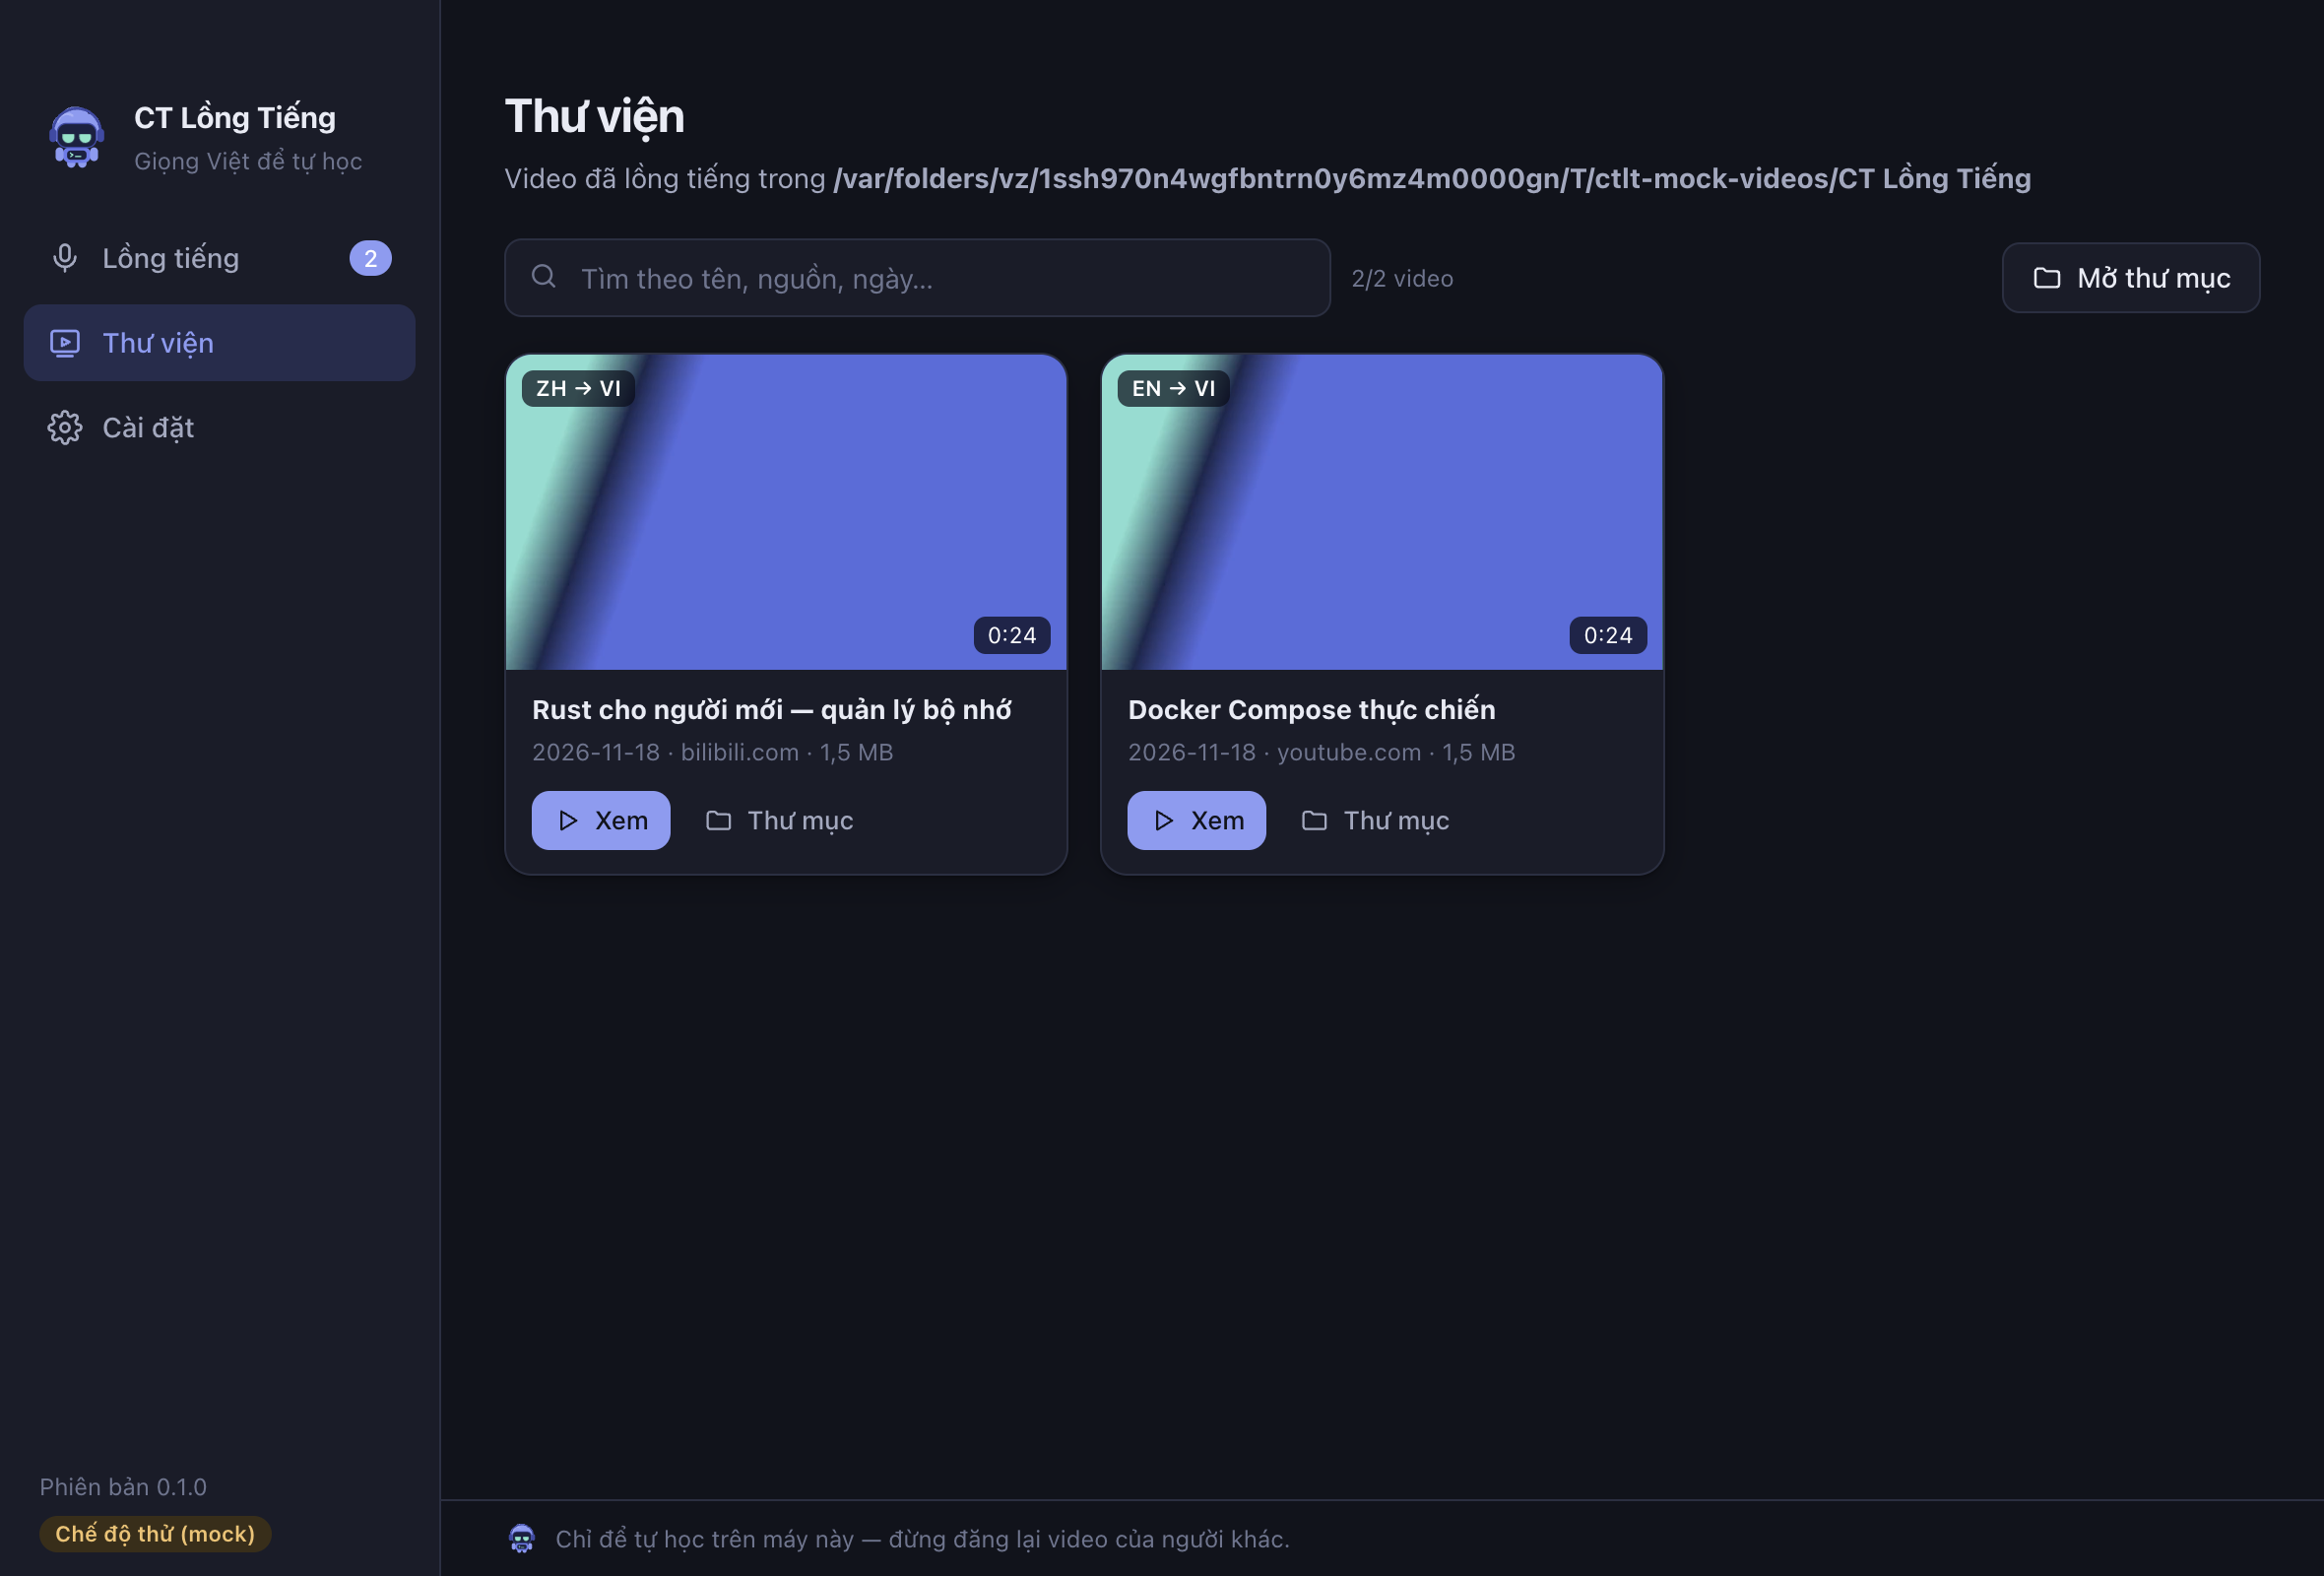 CT Lồng Tiếng
Giọng Việt để tự học
Lồng tiếng 2
Thư viện
Cài đặt
Phiên bản 0.1.0
Chế độ thử (mock)
Thư viện
Video đã lồng tiếng trong /var/folders/vz/1ssh970n4wgfbntrn0y6mz4m0000gn/T/ctlt-mock-videos/CT Lồng Tiếng
Tìm theo tên, nguồn, ngày...
2/2 video
Mở thư mục
ZH → VI
0:24
Rust cho người mới — quản lý bộ nhớ
2026-11-18 · bilibili.com · 1,5 MB
Xem
Thư mục
EN → VI
0:24
Docker Compose thực chiến
2026-11-18 · youtube.com · 1,5 MB
Xem
Thư mục
Chỉ để tự học trên máy này — đừng đăng lại video của người khác.